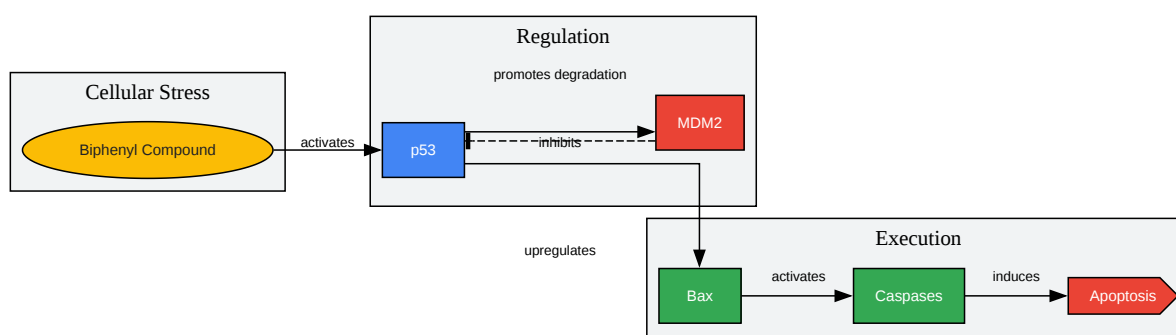 Regulation
promotes degradation
Cellular Stress
Biphenyl Compound
activates
p53
inhibits
MDM2
upregulates
Execution
Bax
activates
Caspases
induces
Apoptosis